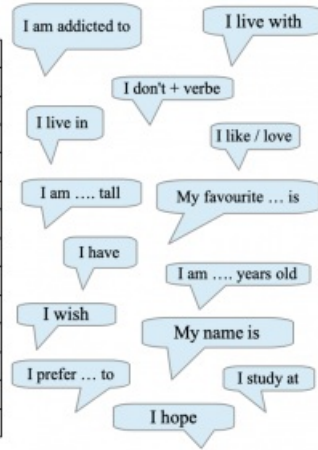 I am addicted to
I live with
I don't + verbe
I live in
I like / love
I am .... tall
My favourite ... is
I have
I am .... years old
I wish
My name is
I prefer ... to
I study at
I hope